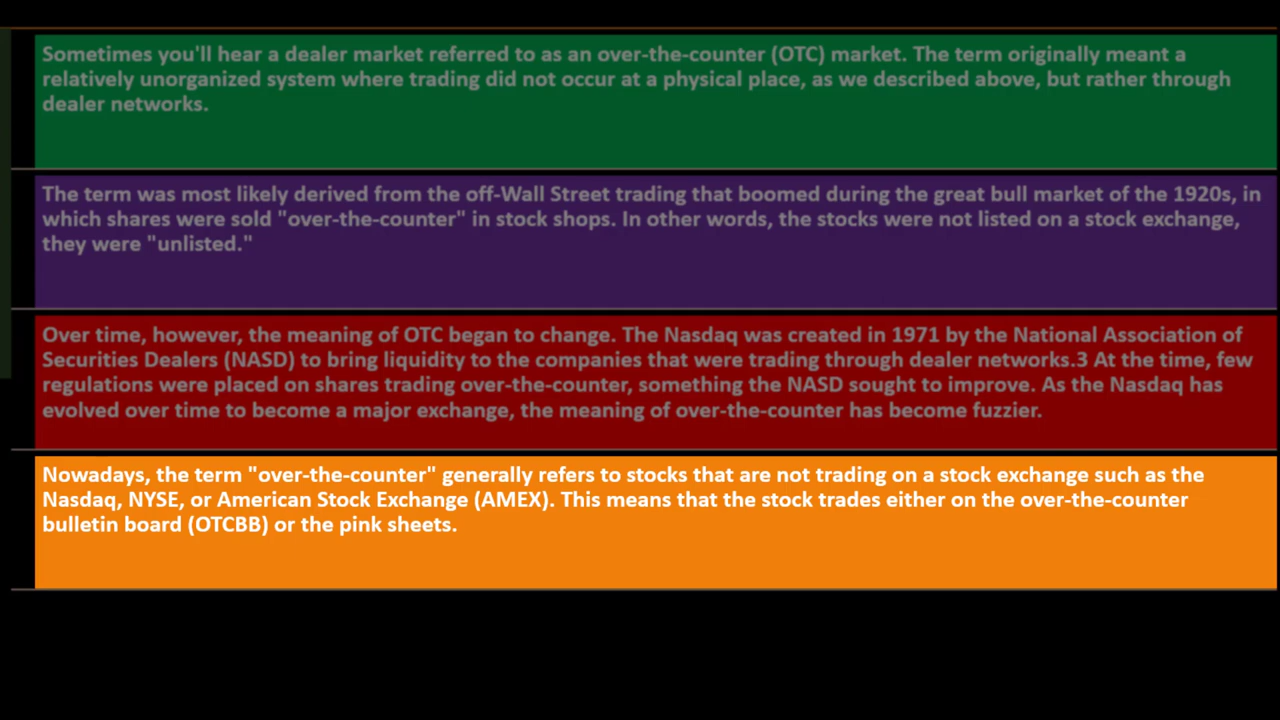 Sometimes you'll hear a dealer market referred to as an over-the-counter (OTC) market. The term originally meant a
relatively unorganized system where trading did not occur at a physical place, as we described above, but rather through
dealer networks.
The term was most likely derived from the off-Wall Street trading that boomed during the great bull market of the 1920s, in
which shares were sold "over-the-counter" in stock shops. In other words, the stocks were not listed on a stock exchange,
they were "unlisted."
Over time, however, the meaning of OTC began to change. The Nasdaq was created in 1971 by the National Association of
Securities Dealers (NASD) to bring liquidity to the companies that were trading through dealer networks.3 At the time, few
regulations were placed on shares trading over-the-counter, something the NASD sought to improve. As the Nasdaq has
evolved over time to become a major exchange, the meaning of over-the-counter has become fuzzier.
Nowadays, the term "over-the-counter" generally refers to stocks that are not trading on a stock exchange such as the
Nasdaq, NYSE, or American Stock Exchange (AMEX). This means that the stock trades either on the over-the-counter
bulletin board (OTCBB) or the pink sheets.